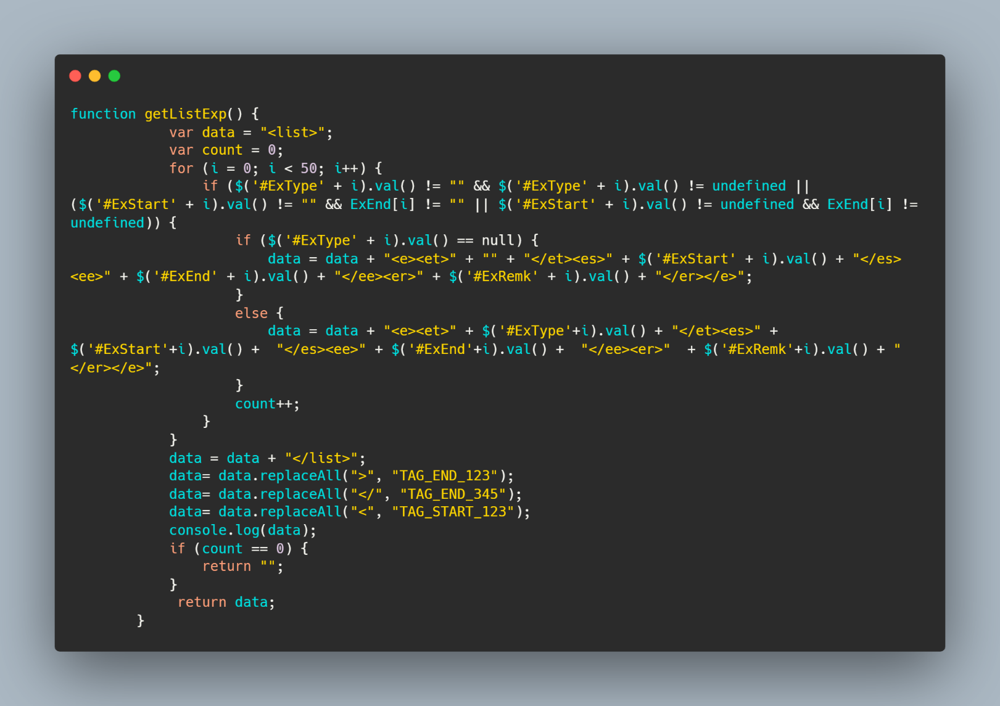 function getListExp() {
            var data = "<list>";
            var count = 0;
            for (i = 0; i < 50; i++) {
                if ($('#ExType' + i).val() != "" && $('#ExType' + i).val() != undefined ||
($('#ExStart' + i).val() != "" && ExEnd[i] != "" || $('#ExStart' + i).val() != undefined && ExEnd[i] !=
undefined)) {
                    if ($('#ExType' + i).val() == null) {
                        data = data + "<e><et>" + "" + "</et><es>" + $('#ExStart' + i).val() + "</es>
<ee>" + $('#ExEnd' + i).val() + "</ee><er>" + $('#ExRemk' + i).val() + "</er></e>";
                    }
                    else {
                        data = data + "<e><et>" + $('#ExType'+i).val() + "</et><es>" +
$('#ExStart'+i).val() +  "</es><ee>" + $('#ExEnd'+i).val() +  "</ee><er>"  + $('#ExRemk'+i).val() + "
</er></e>";
                    }
                    count++;
                }
            }
            data = data + "</list>";
            data= data.replaceAll(">", "TAG_END_123");
            data= data.replaceAll("</", "TAG_END_345");
            data= data.replaceAll("<", "TAG_START_123");
            console.log(data);
            if (count == 0) {
                return "";
            }
             return data;
        }